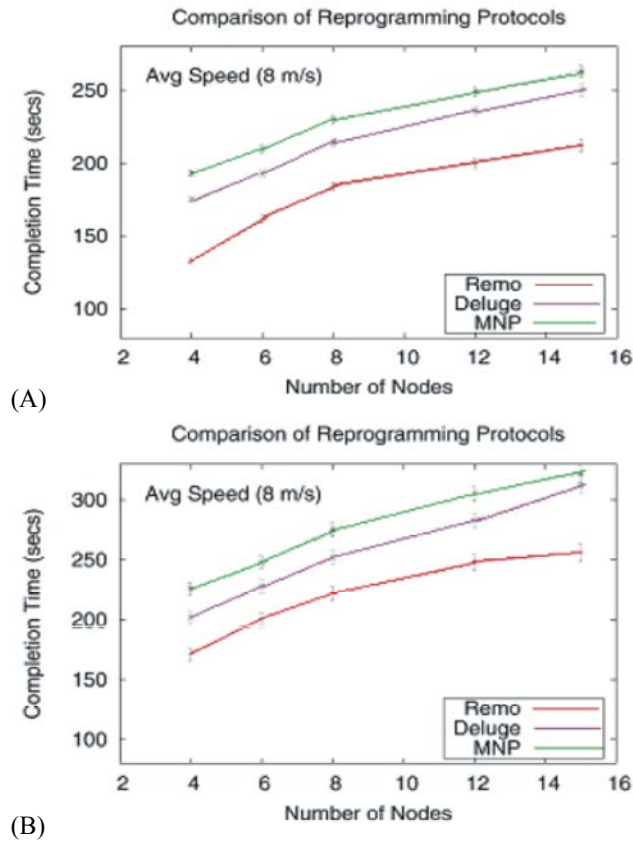 Comparison of Reprogramming Protocols
Avg Speed (8 m/s)
Completion Time (secs)
250
200
150
100
Remo
Deluge
MNP
2 4 6 8 10 12 14 16
Number of Nodes
(A)
Comparison of Reprogramming Protocols
Avg Speed (8 m/s)
Completion Time (secs)
300
250
200
150
100
Remo
Deluge
MNP
2 4 6 8 10 12 14 16
Number of Nodes
(B)